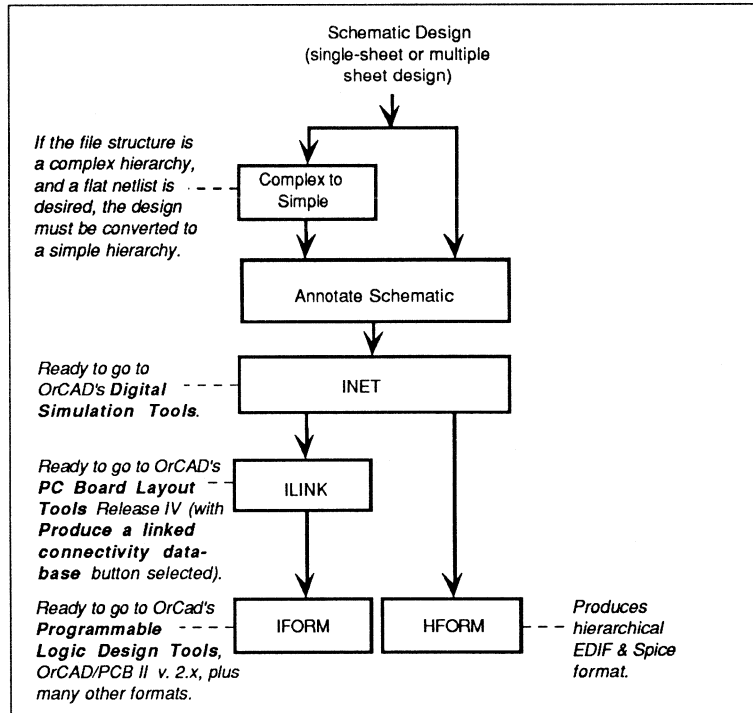 Schematic Design
(single-sheet or multiple
sheet design)
If the file structure is
a complex hierarchy,
and a flat netlist is
desired, the design
must be converted to
a simple hierarchy.
Complex to
Simple
Annotate Schematic
Ready to go to
OrCAD's Digital
Simulation Tools.
INET
Ready to go to OrCAD's
PC Board Layout
Tools Release IV (with
Produce a linked
connectivity data-
base button selected).
ILINK
Ready to go to OrCad's
Programmable
Logic Design Tools,
OrCAD/PCB II v. 2.x, plus
many other formats.
IFORM
HFORM
Produces
hierarchical
EDIF & Spice
format.